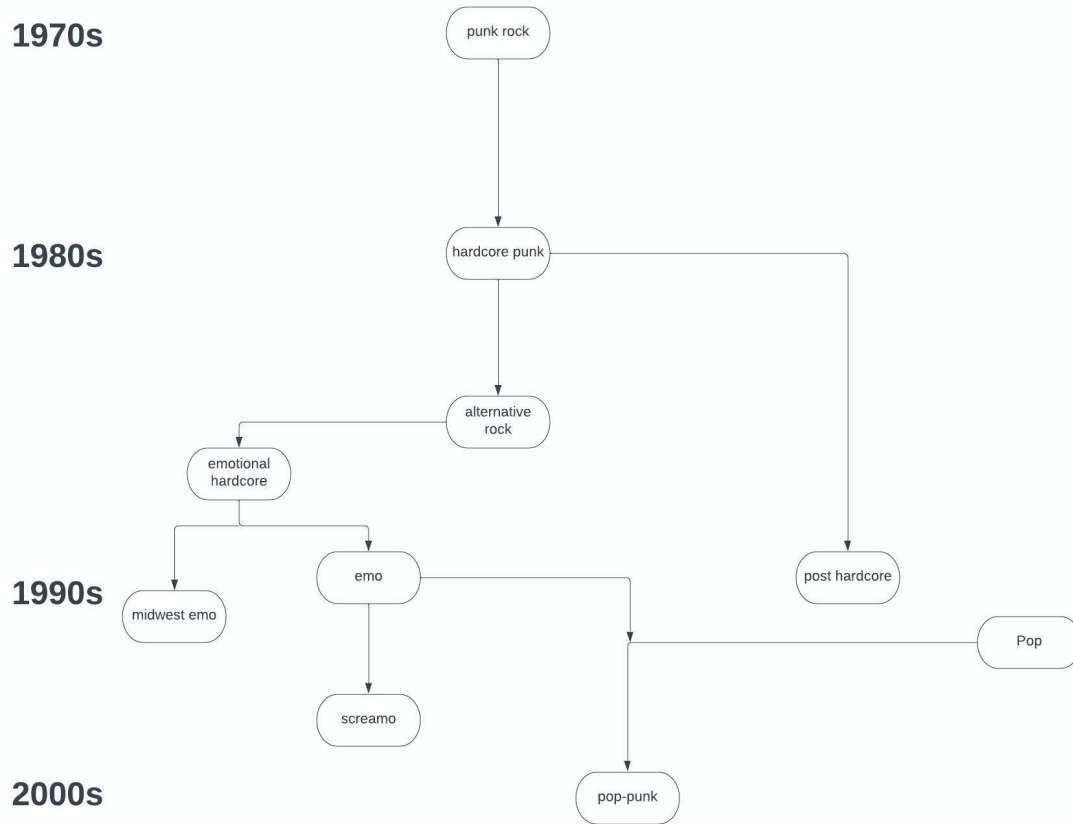 1970s
punk rock
1980s
hardcore punk
alternative
rock
emotional
hardcore
emo
post hardcore
1990s
midwest emo
Pop
screamo
2000s
pop-punk